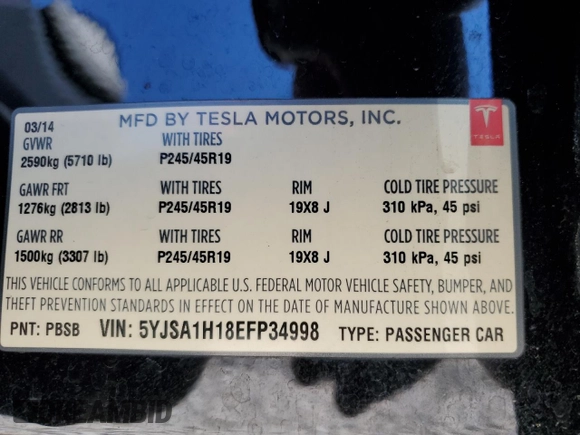 03/14 MFD BY TESLA MOTORS, INC.
GVWR WITH TIRES
2590kg (5710 lb) P245/45R19
TESLA
GAWR FRT WITH TIRES RIM COLD TIRE PRESSURE
1276kg (2813 lb) P245/45R19 19X8 J 310 kPa, 45 psi
GAWR RR WITH TIRES RIM COLD TIRE PRESSURE
1500kg (3307 lb) P245/45R19 19X8 J 310 kPa, 45 psi
THIS VEHICLE CONFORMS TO ALL APPLICABLE U.S. FEDERAL MOTOR VEHICLE SAFETY, BUMPER, AND
THEFT PREVENTION STANDARDS IN EFFECT ON THE DATE OF MANUFACTURE SHOWN ABOVE.
PNT: PBSB VIN: 5YJSA1H18EFP34998 TYPE: PASSENGER CAR